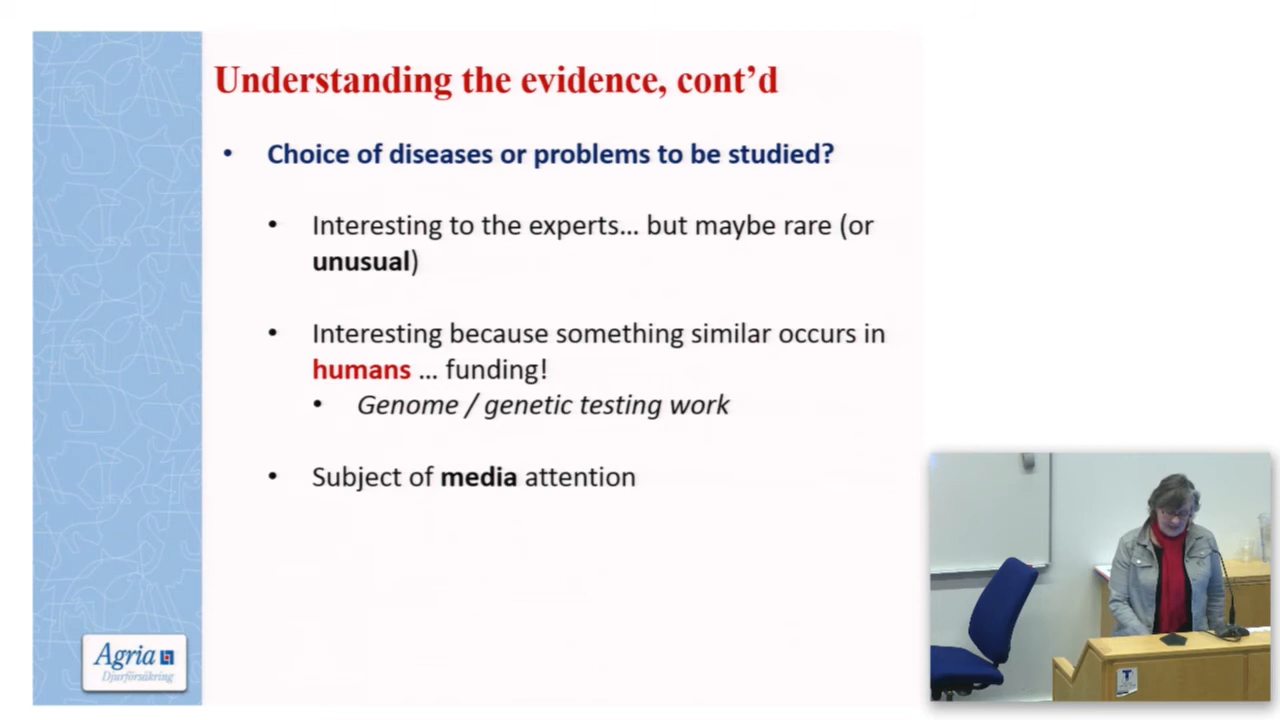 Understanding the evidence, cont’d
• Choice of diseases or problems to be studied?
• Interesting to the experts... but maybe rare (or
unusual)
• Interesting because something similar occurs in
humans ... funding!
• Genome / genetic testing work
• Subject of media attention
Agria
Djurförsäkring